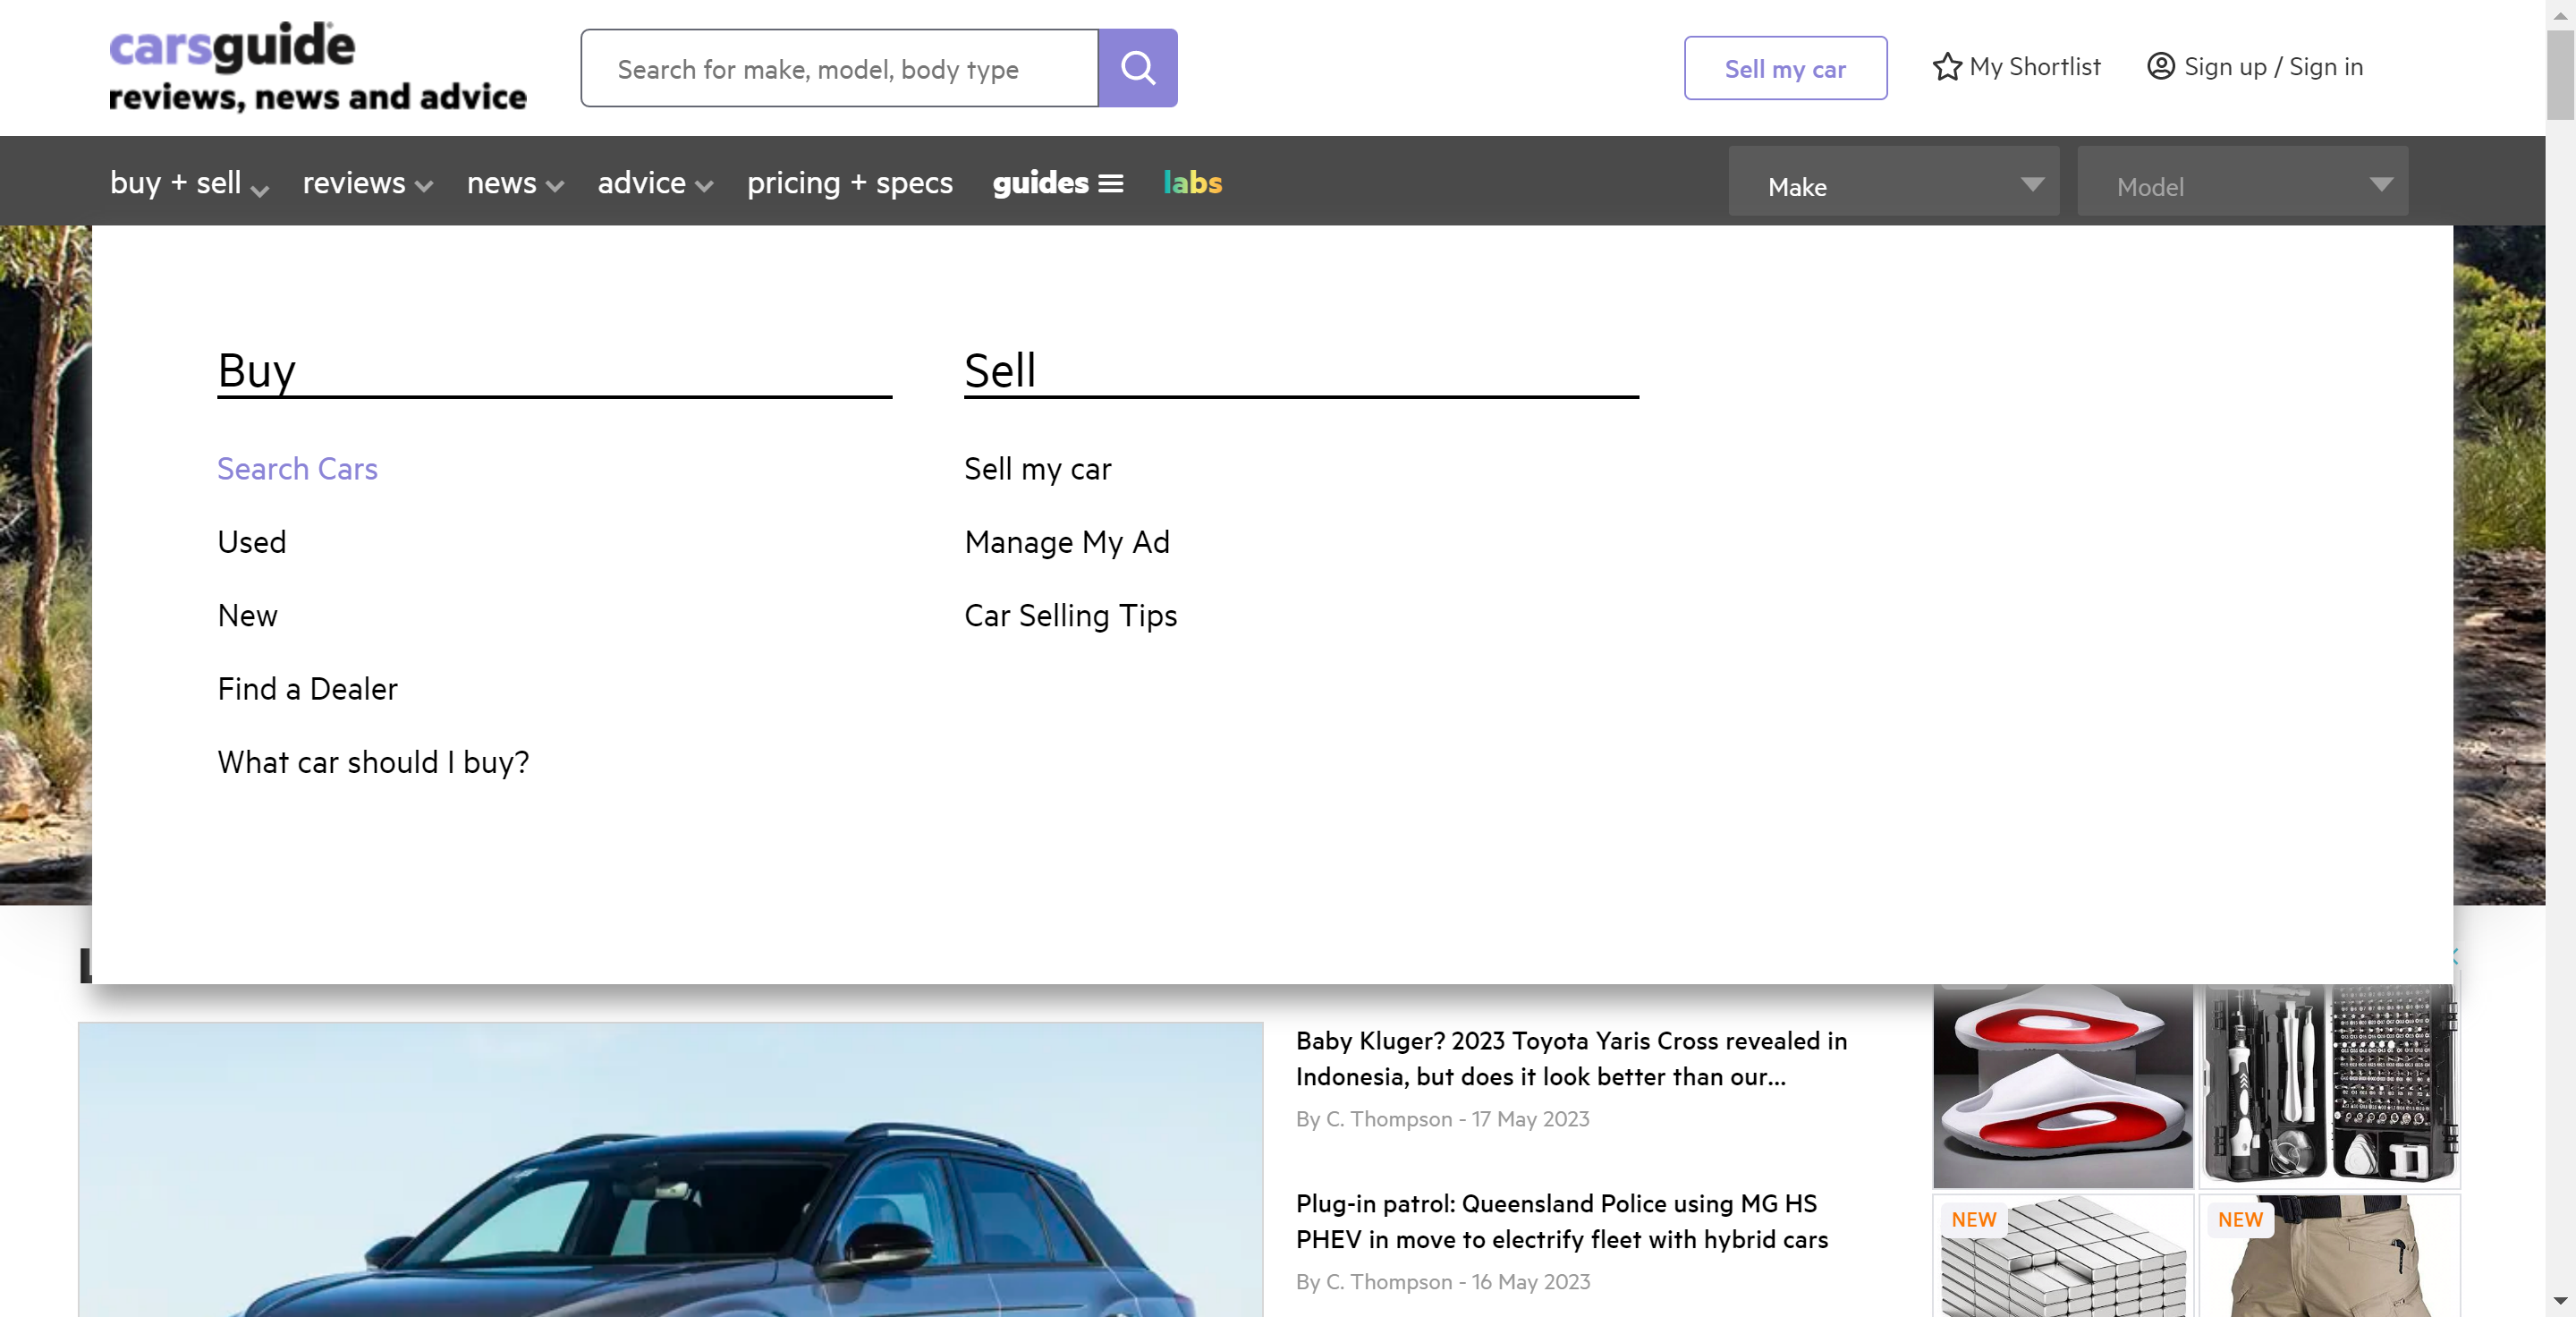 carsguide
reviews, news and advice
Search for make, model, body type
Sell my car
My Shortlist
Sign up / Sign in
buy + sell
reviews
news
advice
pricing + specs
guides
labs
Make
Model
Buy
Search Cars
Used
New
Find a Dealer
What car should I buy?
Sell
Sell my car
Manage My Ad
Car Selling Tips
Baby Kluger? 2023 Toyota Yaris Cross revealed in
Indonesia, but does it look better than our...
By C. Thompson - 17 May 2023
Plug-in patrol: Queensland Police using MG HS
PHEV in move to electrify fleet with hybrid cars
By C. Thompson - 16 May 2023
NEW
NEW